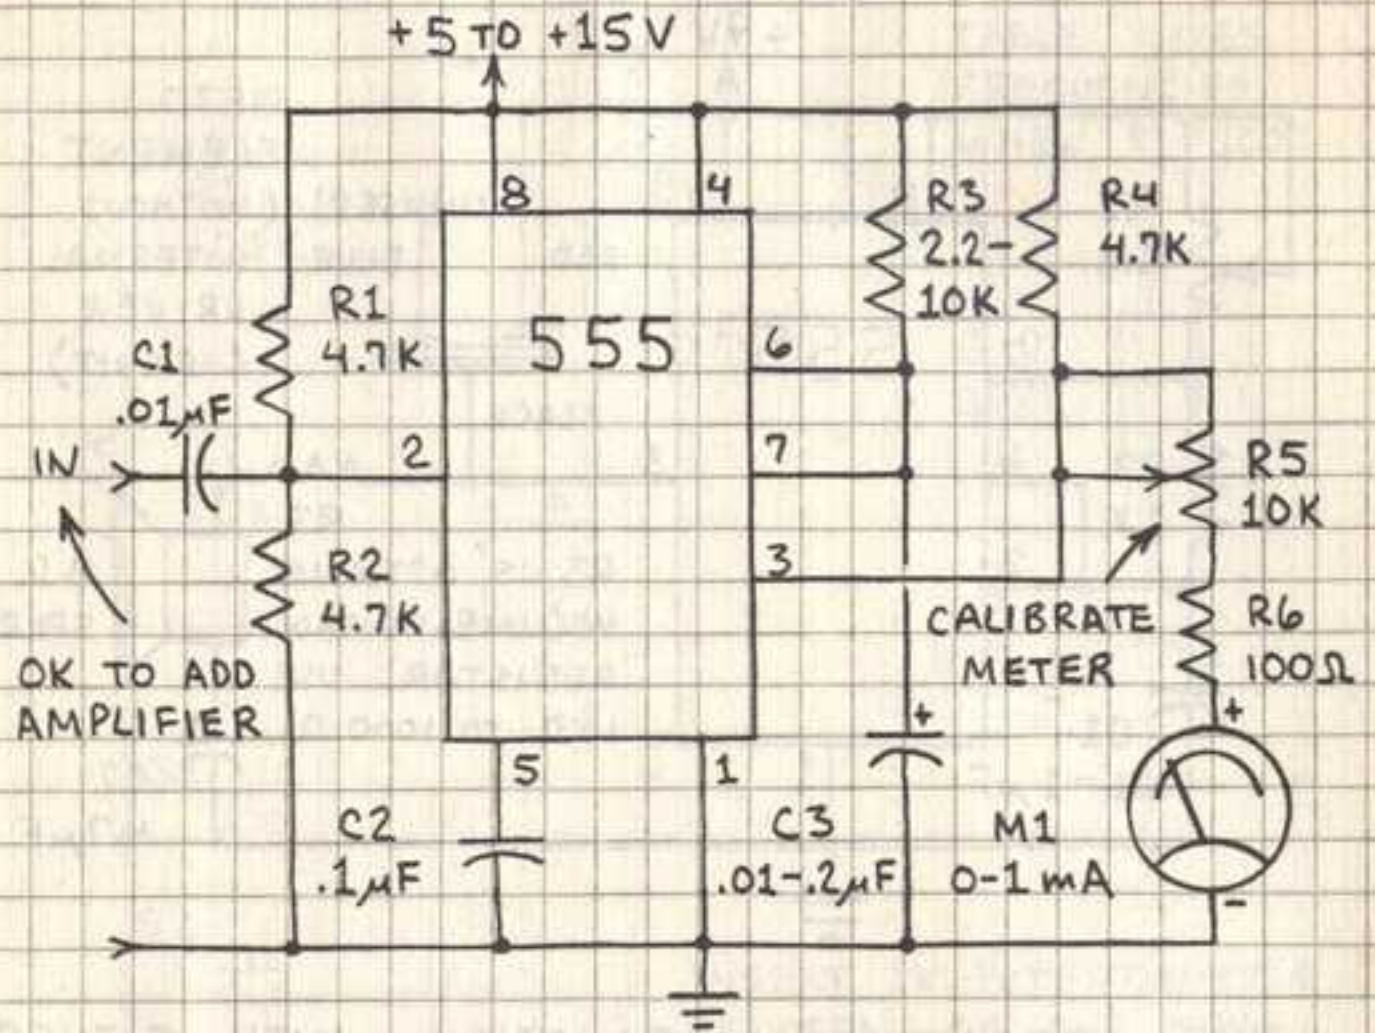 +5 TO +15V
8
4
R3
2.2-
10K
R4
4.7K
R1
4.7K
555
6
C1
.01μF
IN
2
7
R5
10K
3
R2
4.7K
CALIBRATE
METER
R6
100Ω
OK TO ADD
AMPLIFIER
+
5
1
+
C2
.1μF
C3
.01-.2μF
M1
0-1mA
-